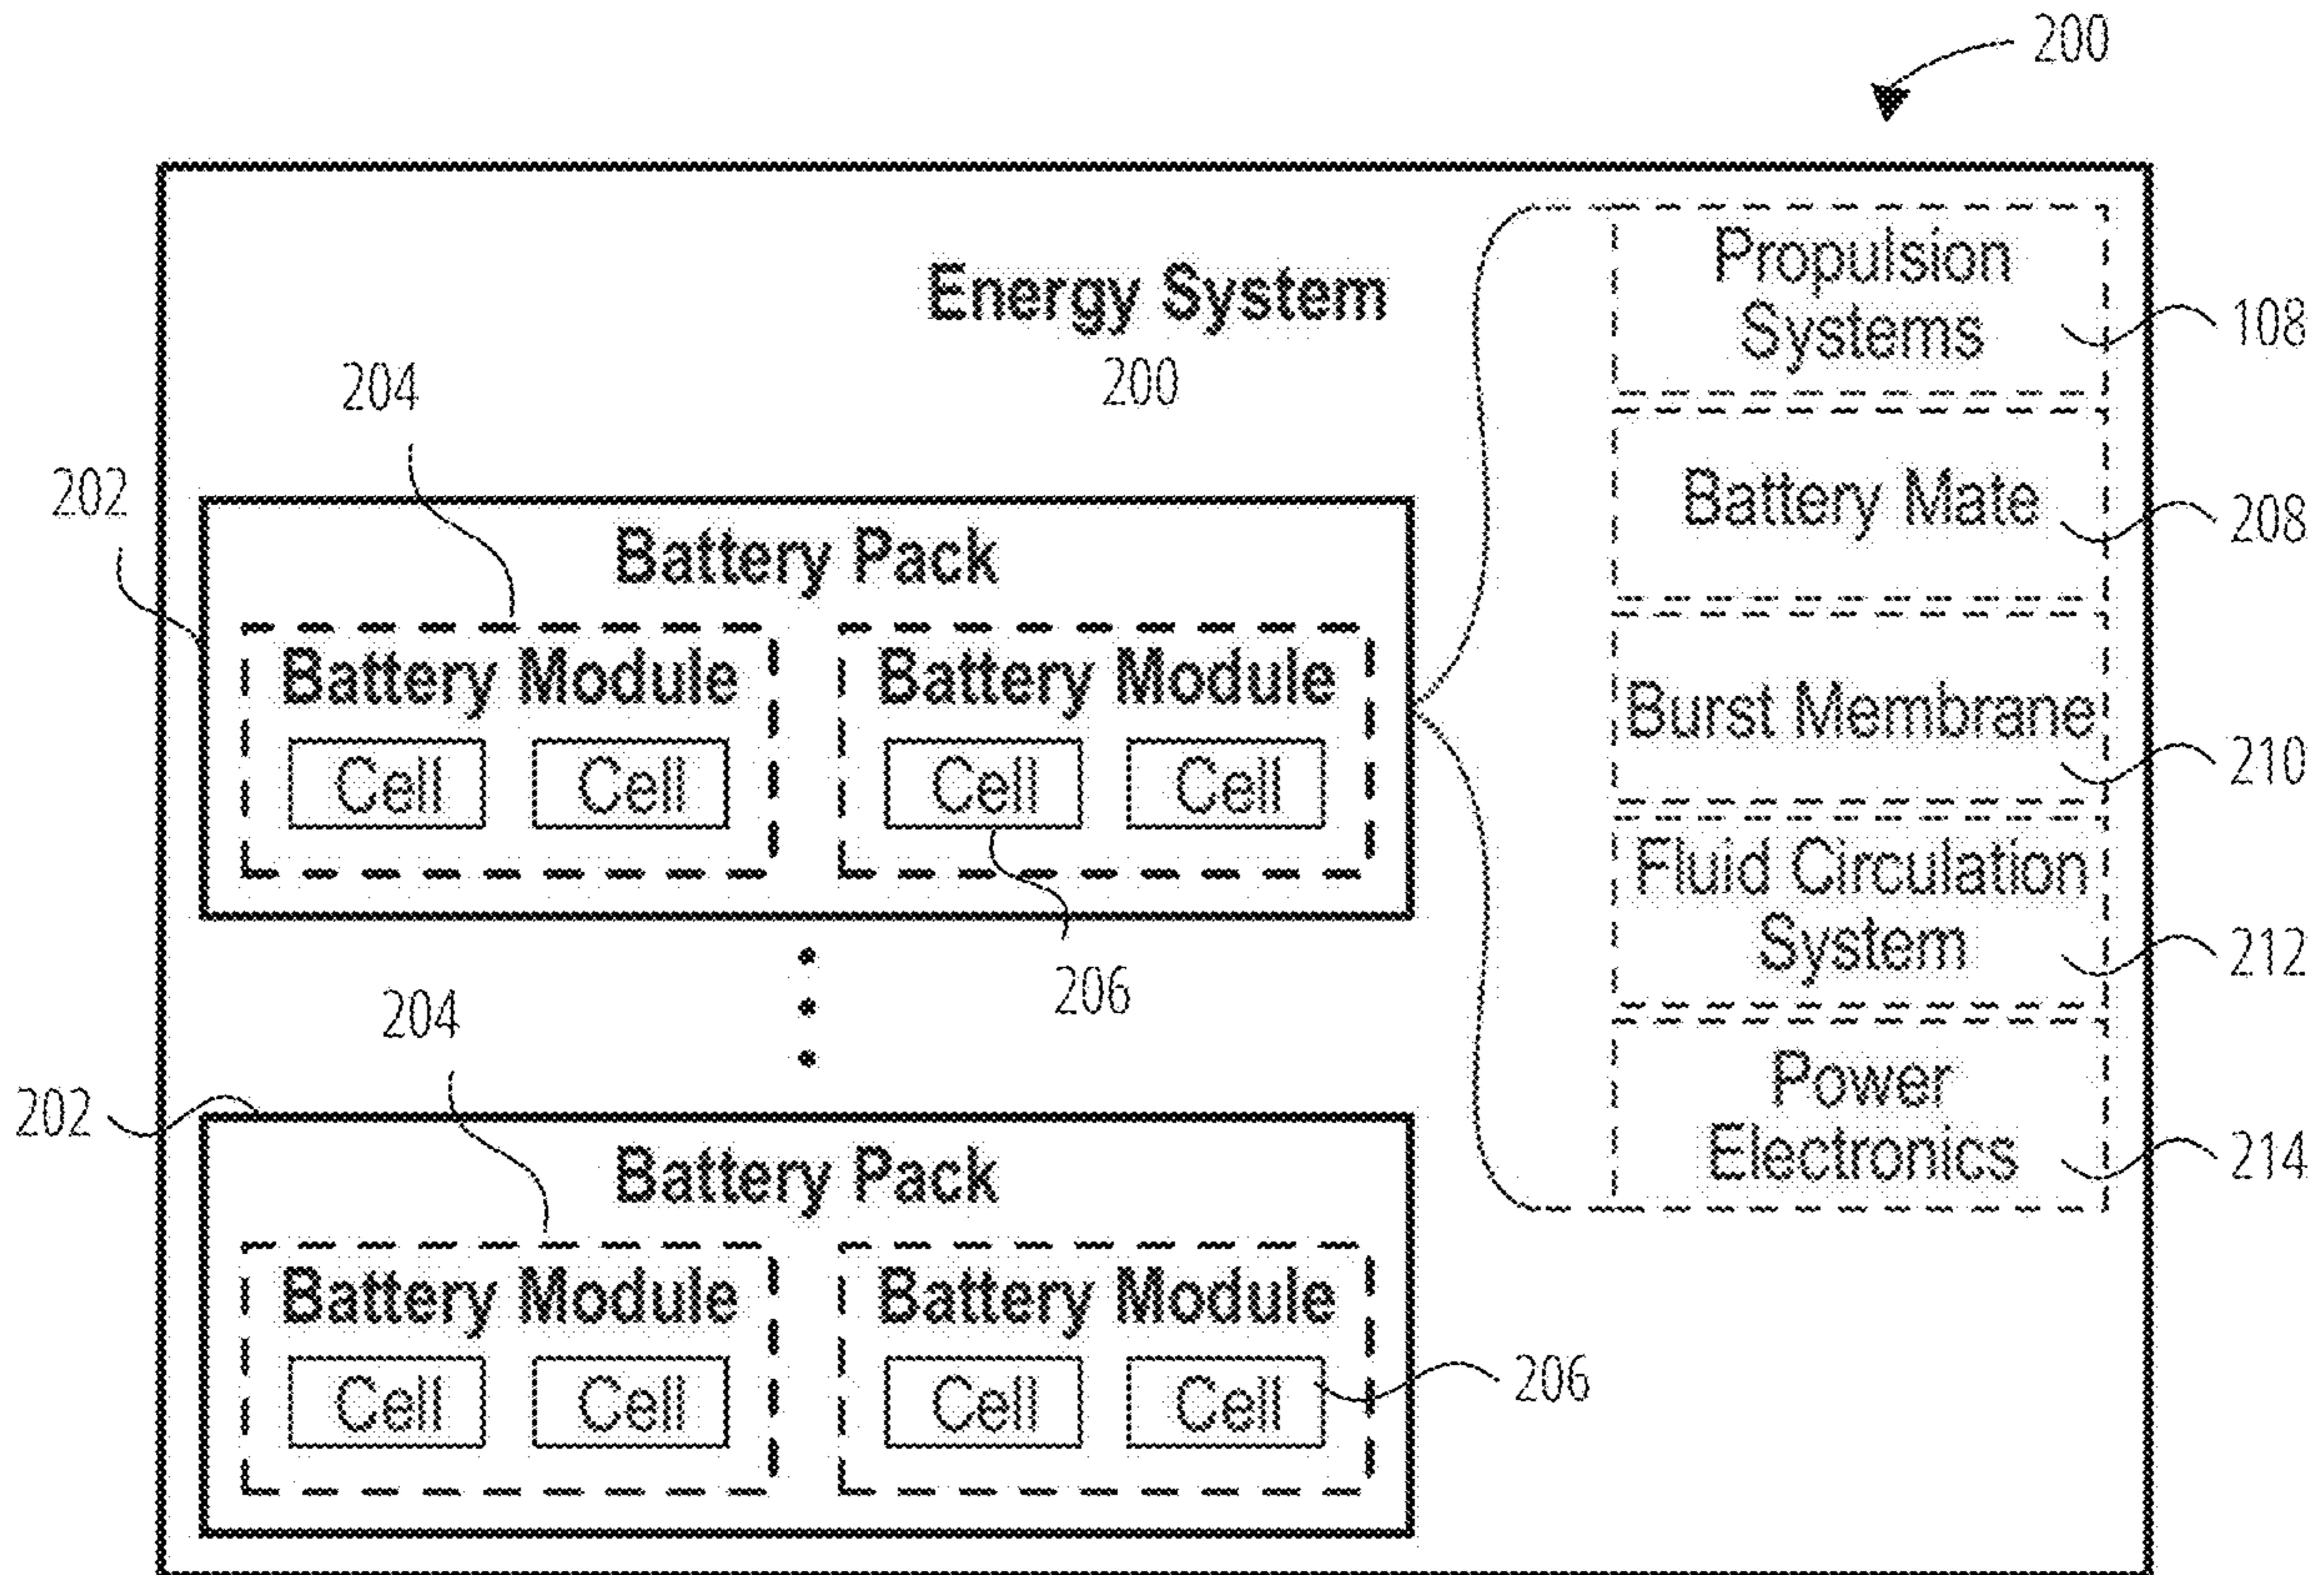 200
Energy System
200
204
202
Battery Pack
Battery Module
Cell Cell
Battery Module
Cell Cell
206
204
202
Battery Pack
Battery Module
Cell Cell
Battery Module
Cell Cell
206
Propulsion
Systems
108
Battery Mate
208
Burst Membrane
210
Fluid Circulation
System
212
Power
Electronics
214